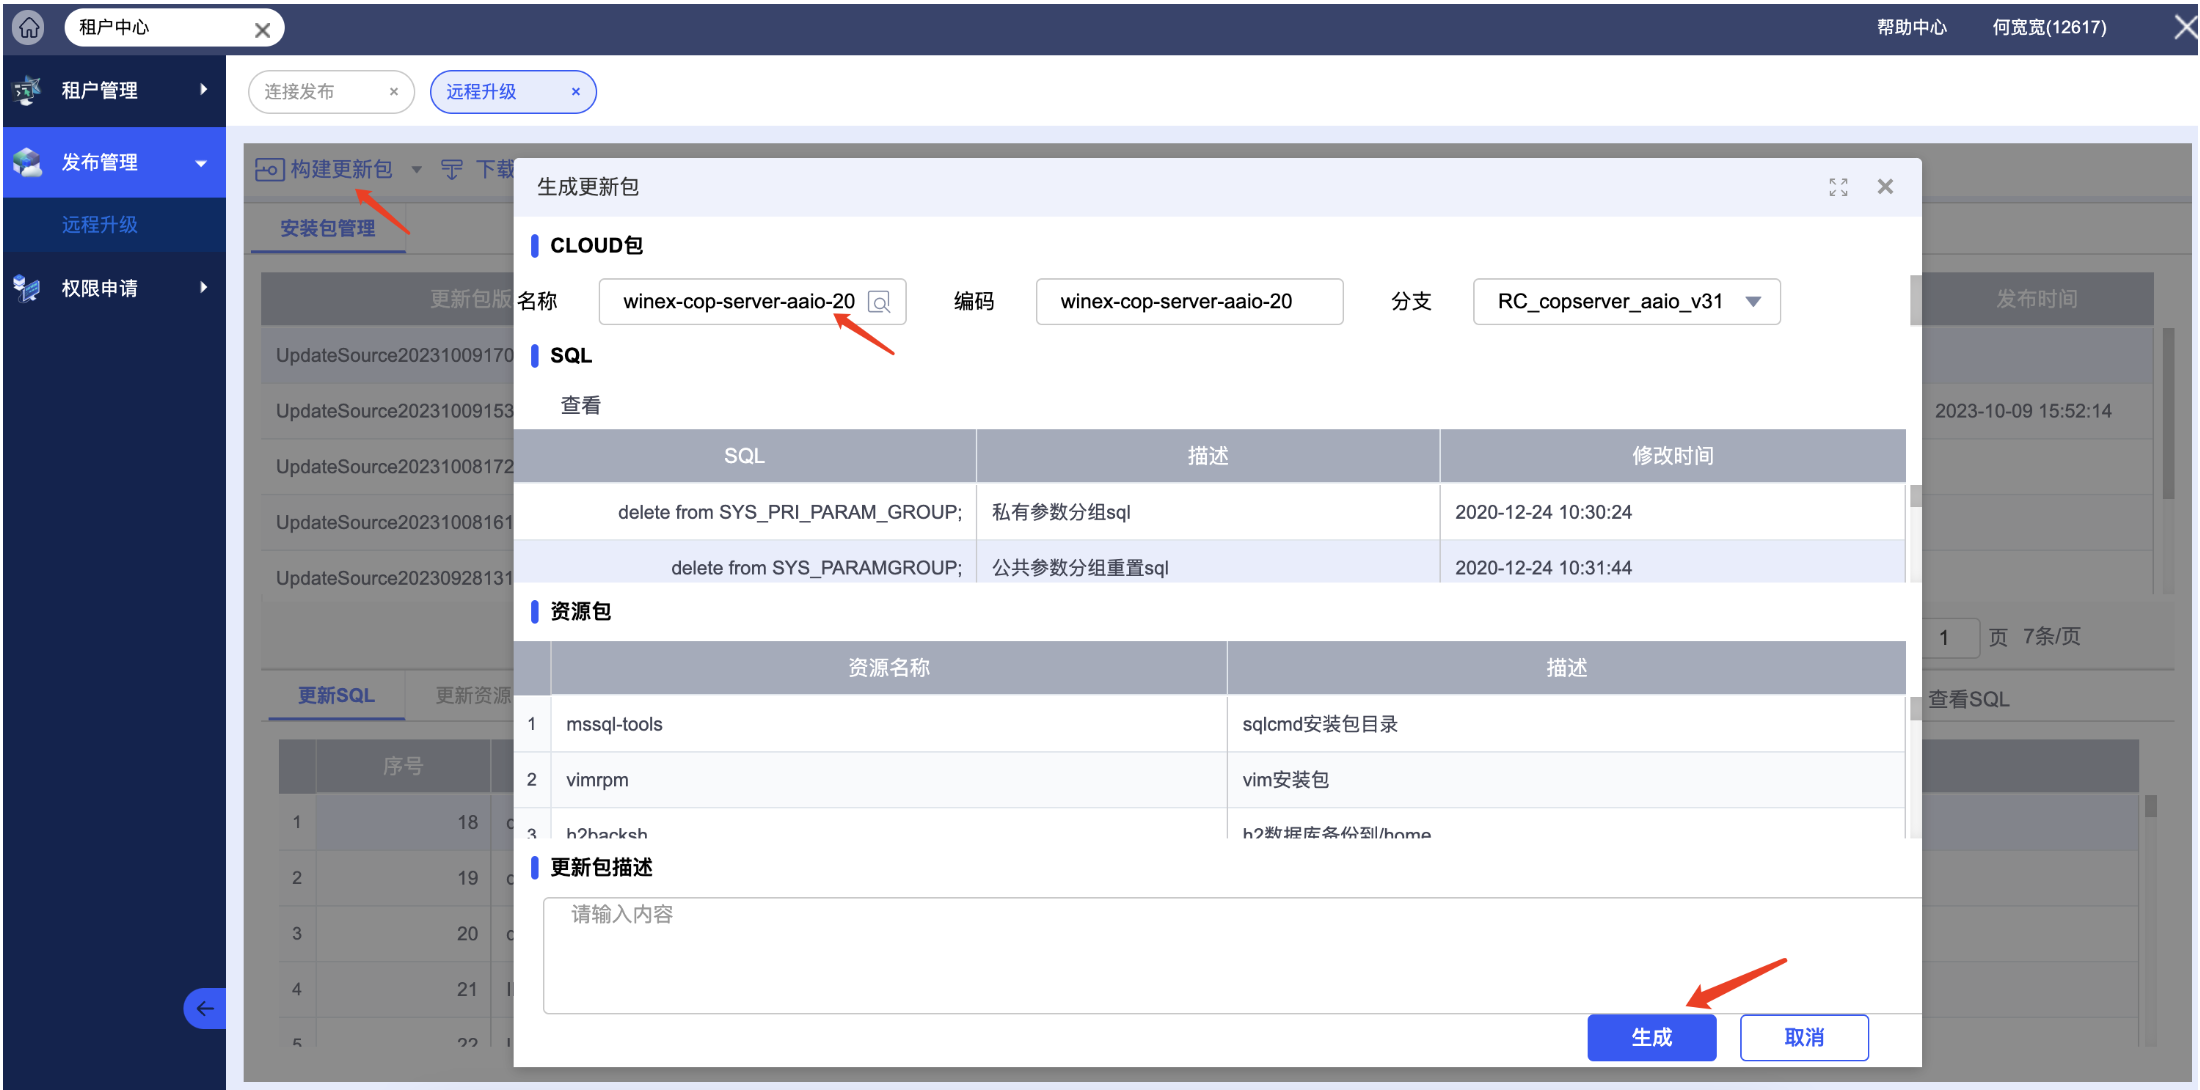 租户中心
帮助中心
何宽宽(12617)
租户管理
发布管理
远程升级
权限申请
连接发布
远程升级
构建更新包
下载
安装包管理
更新包版
发布时间
UpdateSource20231009170
UpdateSource20231009153
2023-10-09 15:52:14
UpdateSource20231008172
UpdateSource20231008161
UpdateSource20230928131
1 页 7条/页
更新SQL
更新资源
查看SQL
序号
1 18
2 19
3 20
4 21
5 22
生成更新包
CLOUD包
名称 winex-cop-server-aaio-20
编码 winex-cop-server-aaio-20
分支 RC_copserver_aaio_v31
SQL
查看
SQL 描述 修改时间
delete from SYS_PRI_PARAM_GROUP; 私有参数分组sql 2020-12-24 10:30:24
delete from SYS_PARAMGROUP; 公共参数分组重置sql 2020-12-24 10:31:44
资源包
资源名称 描述
1 mssql-tools sqlcmd安装包目录
2 vimrpm vim安装包
3 h2backsh h2数据库备份到/home
更新包描述
请输入内容
生成
取消